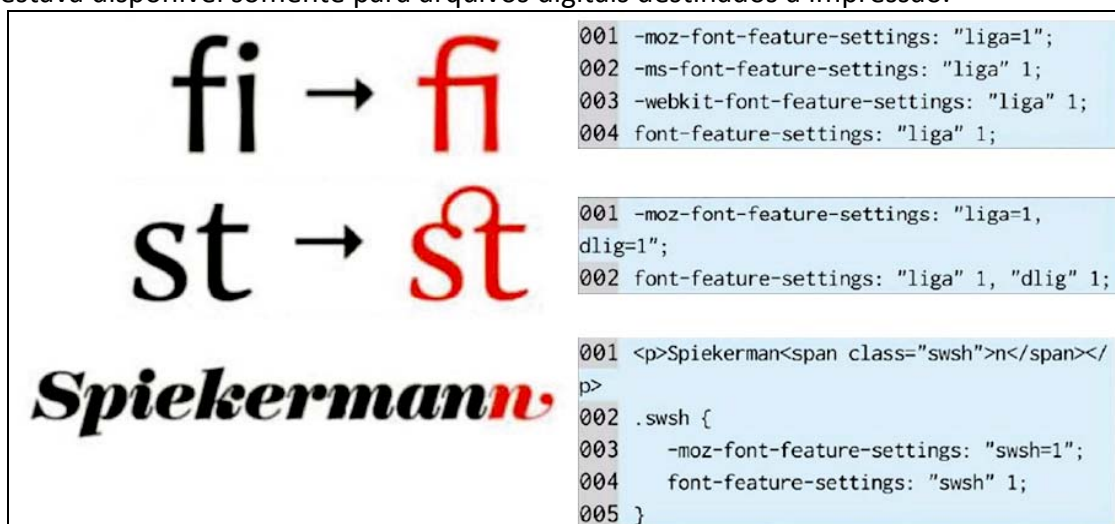 estava disponível somente para arquivos digitais destinados à impressão.
fi → fi
001 -moz-font-feature-settings: "liga=1";
002 -ms-font-feature-settings: "liga" 1;
003 -webkit-font-feature-settings: "liga" 1;
004 font-feature-settings: "liga" 1;
st → st
001 -moz-font-feature-settings: "liga=1,
dlig=1";
002 font-feature-settings: "liga" 1, "dlig" 1;
Spiekermann
001 <p>Spiekerman<span class="swsh">n</span></
p>
002 .swsh {
003 -moz-font-feature-settings: "swsh=1";
004 font-feature-settings: "swsh" 1;
005 }